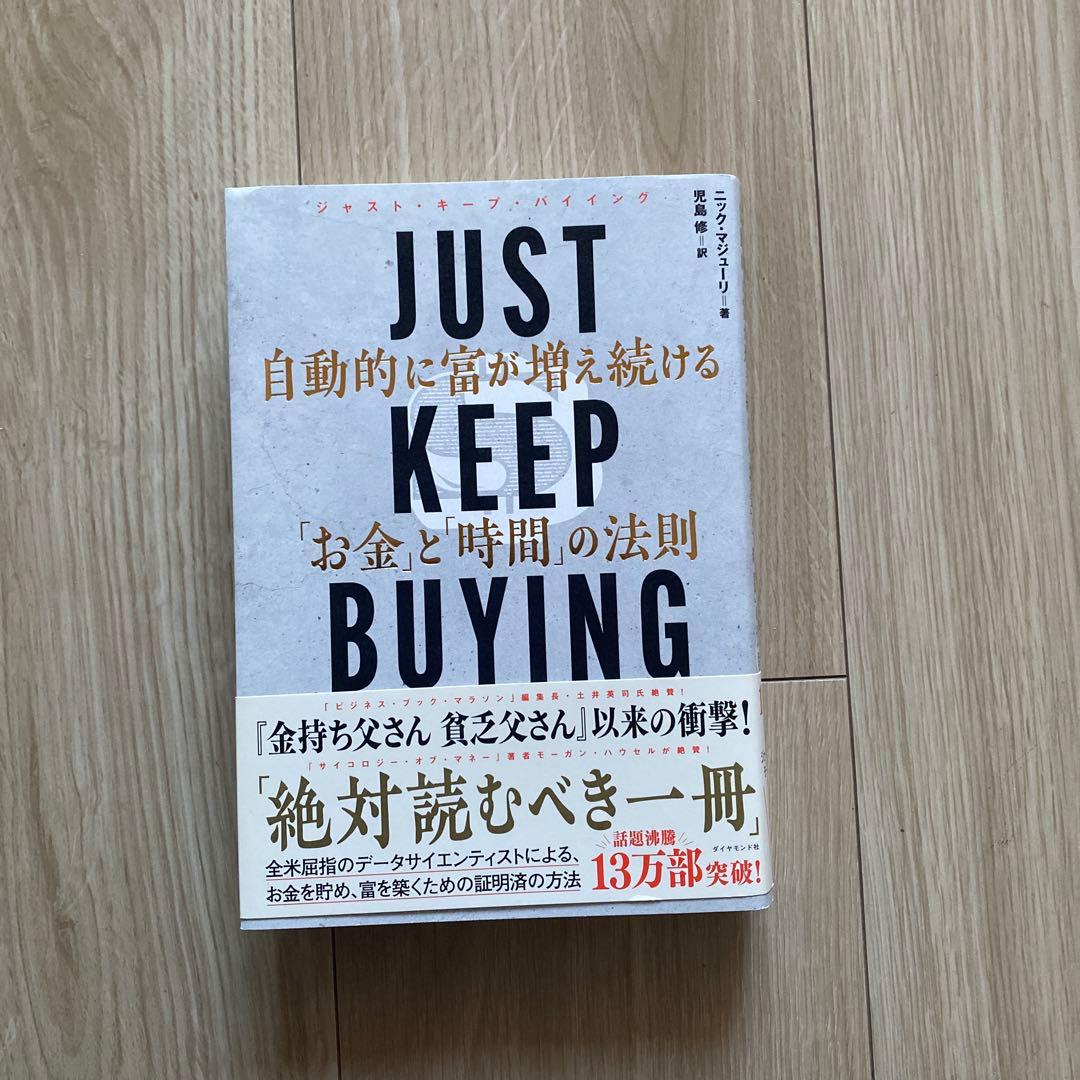 ジャスト・キープ・バイイング
ニック・マジューリ=著
児島 修=訳
JUST
自動的に富が増え続ける
KEEP
「お金」と「時間」の法則
BUYING
「ビジネス・ブック・マラソン」編集長・土井英司氏絶賛!
『金持ち父さん 貧乏父さん』以来の衝撃!
『サイコロジー・オブ・マネー』著者モーガン・ハウセルが絶賛!
「絶対読むべき一冊」
全米屈指のデータサイエンティストによる、
お金を貯め、富を築くための証明済の方法
話題沸騰
13万部突破!
ダイヤモンド社